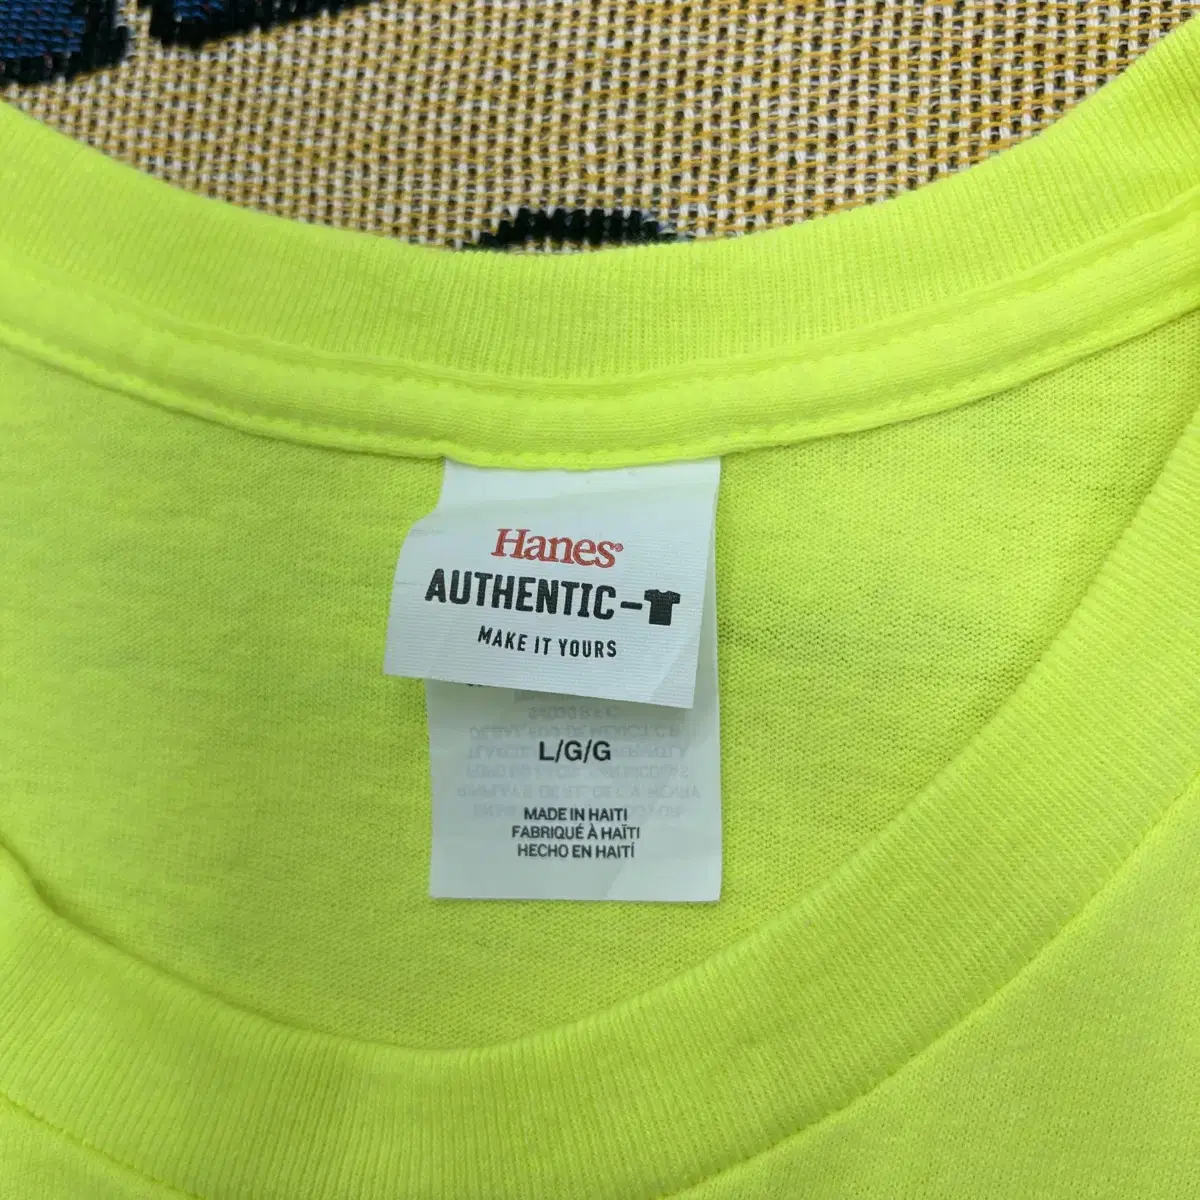 Hanes®
AUTHENTIC-
MAKE IT YOURS
L/G/G
MADE IN HAITI
FABRIQUÉ À HAÏTI
HECHO EN HAITÍ